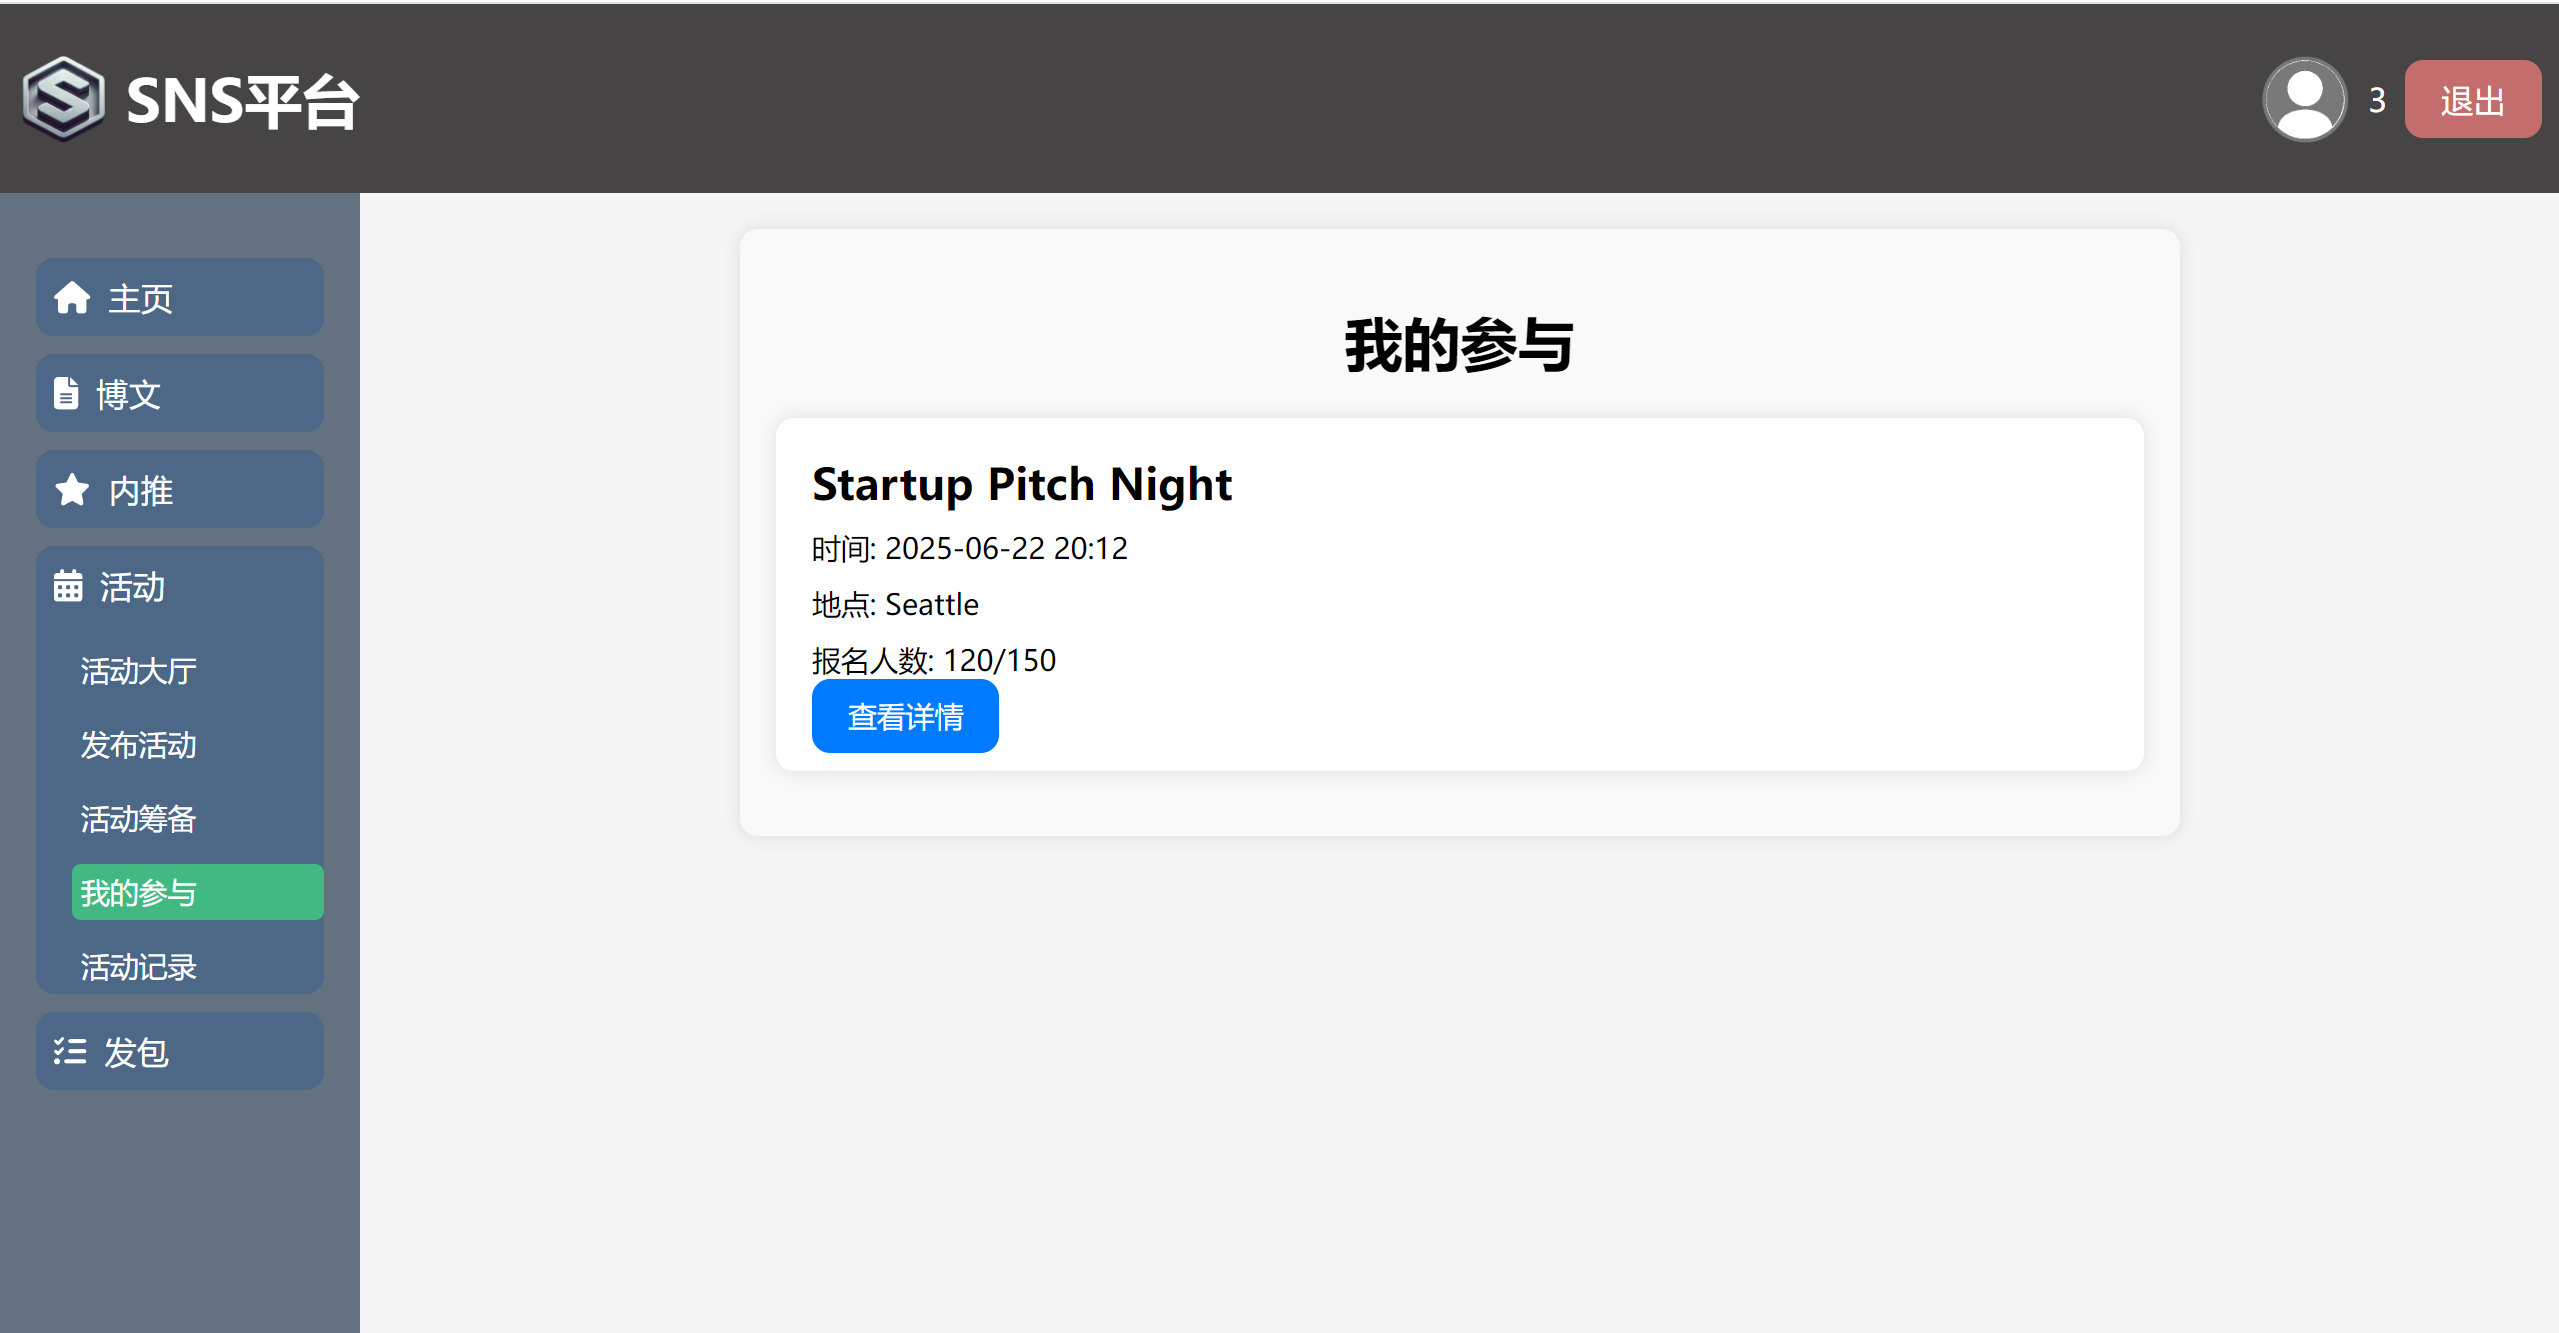 SNS平台
3
退出
主页
博文
内推
活动
活动大厅
发布活动
活动筹备
我的参与
活动记录
发包
我的参与
Startup Pitch Night
时间: 2025-06-22 20:12
地点: Seattle
报名人数: 120/150
查看详情